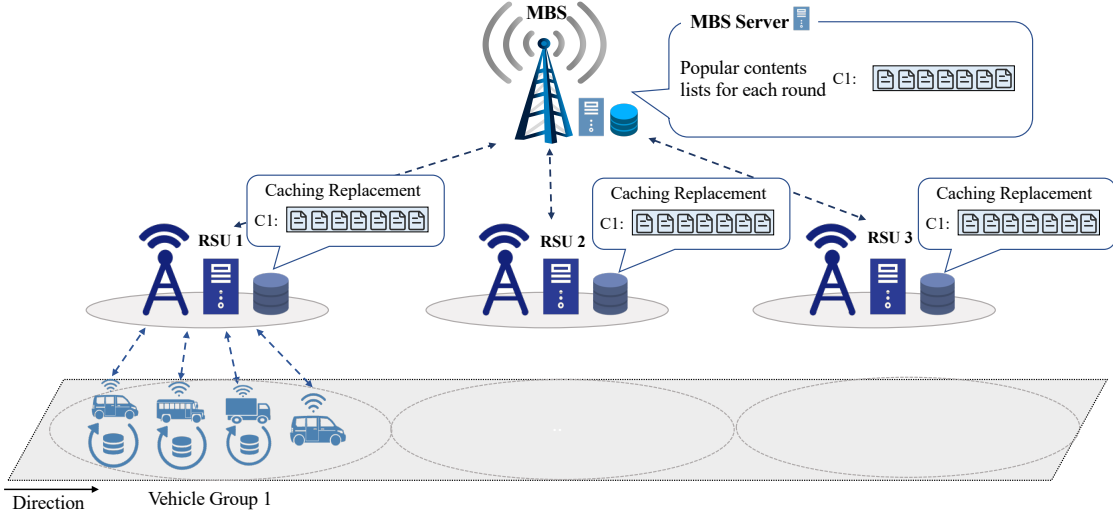 MBS
MBS Server
Popular contents
lists for each round
C1:
Caching Replacement
C1:
RSU 1
Caching Replacement
C1:
RSU 2
Caching Replacement
C1:
RSU 3
Direction
Vehicle Group 1